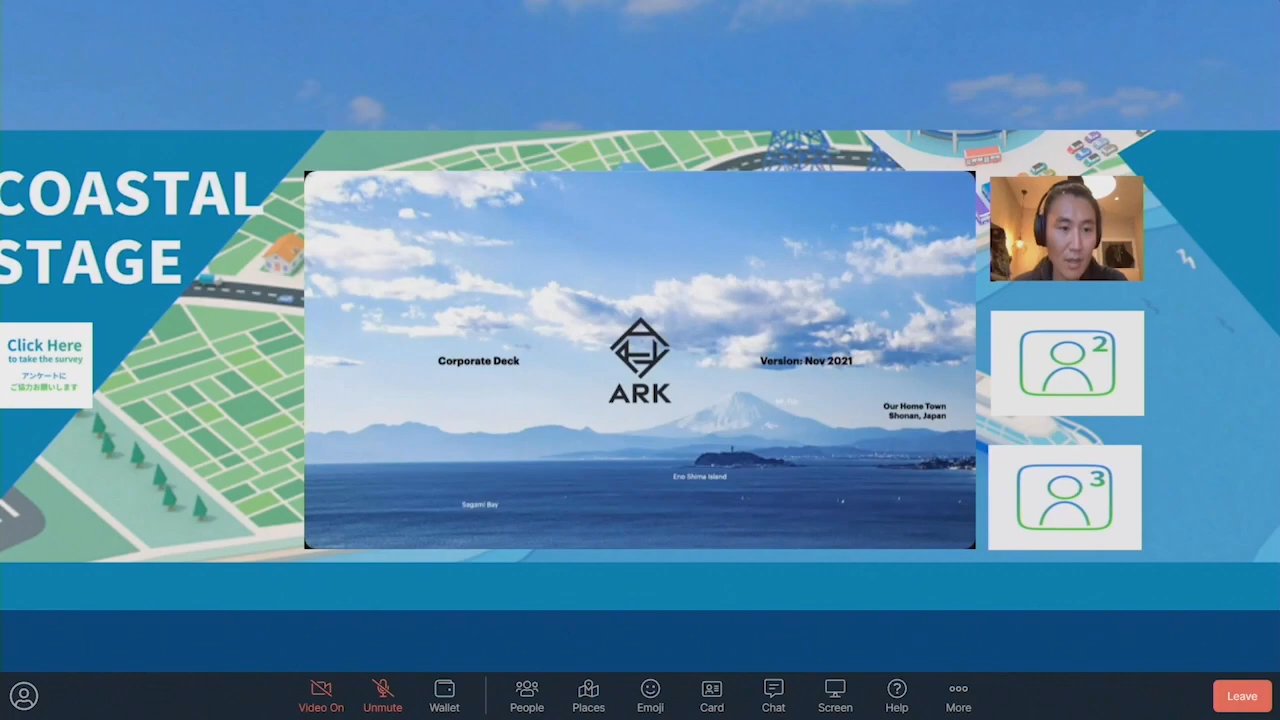 COASTAL
STAGE
Click Here
to take the survey
アンケートに
ご協力お願いします
Corporate Deck
ARK
Version: Nov 2021
Mt. Fuji
Our Home Town
Shonan, Japan
Eno Shima Island
Sagami Bay
2
3
Video On
Unmute
Wallet
People
Places
Emoji
Card
Chat
Screen
Help
More
Leave